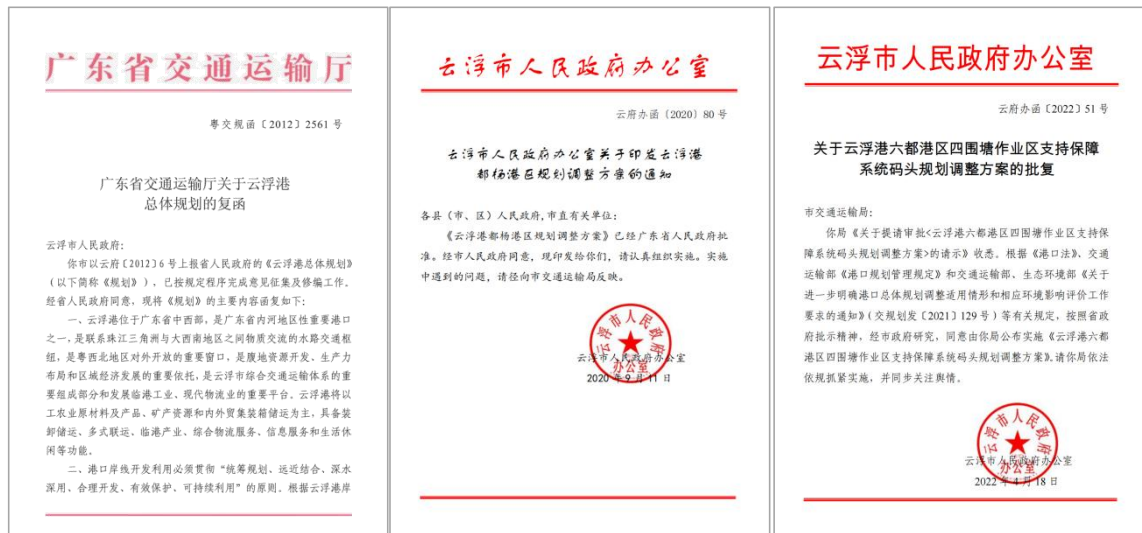 广东省交通运输厅
粤交规函〔2012〕2561 号
广东省交通运输厅关于云浮港
总体规划的复函
云浮市人民政府:
你市以云府〔2012〕6 号上报省人民政府的《云浮港总体规划》
(以下简称《规划》),已按规定程序完成意见征集及修编工作。
经省人民政府同意,现将《规划》的主要内容函复如下:
一、云浮港位于广东省中西部,是广东省内河地区性重要港口
之一,是联系珠江三角洲与大西南地区之间物质交流的水路交通枢
纽,是粤西北地区对外开放的重要窗口,是腹地资源开发、生产力
布局和区域经济发展的重要依托,是云浮市综合交通运输体系的重
要组成部分和发展临港工业、现代物流业的重要平台。云浮港将以
工农业原材料及产品、矿产资源和内外贸集装箱储运为主,具备装
卸储运、多式联运、临港产业、综合物流服务、信息服务和生活休
闲等功能。
二、港口岸线开发利用必须贯彻“统筹规划、远近结合、深水
深用、合理开发、有效保护、可持续利用”的原则。根据云浮港岸
云浮市人民政府办公室
云府办函〔2020〕80 号
云浮市人民政府办公室关于印发云浮港
都杨港区规划调整方案的通知
各县(市、区)人民政府,市直有关单位:
《云浮港都杨港区规划调整方案》已经广东省人民政府批
准。经市人民政府同意,现印发给你们,请认真组织实施。实施
中遇到的问题,请径向市交通运输局反映。
云浮市人民政府办公室
云浮市人民政府办公室
2020 年 9 月 11 日
云浮市人民政府办公室
云府办函〔2022〕51 号
关于云浮港六都港区四围塘作业区支持保障
系统码头规划调整方案的批复
市交通运输局:
你局《关于提请审批<云浮港六都港区四围塘作业区支持保
障系统码头规划调整方案>的请示》收悉。根据《港口法》、交通
运输部《港口规划管理规定》和交通运输部、生态环境部《关于
进一步明确港口总体规划调整适用情形和相应环境影响评价工作
要求的通知》(交规划发〔2021〕129 号)等有关规定,按照省政
府批示精神,经市政府研究,同意由你局公布实施《云浮港六都
港区四围塘作业区支持保障系统码头规划调整方案》。请你局依法
依规抓紧实施,并同步关注舆情。
云浮市人民政府办公室
云浮市人民政府办公室
2022 年 4 月 18 日